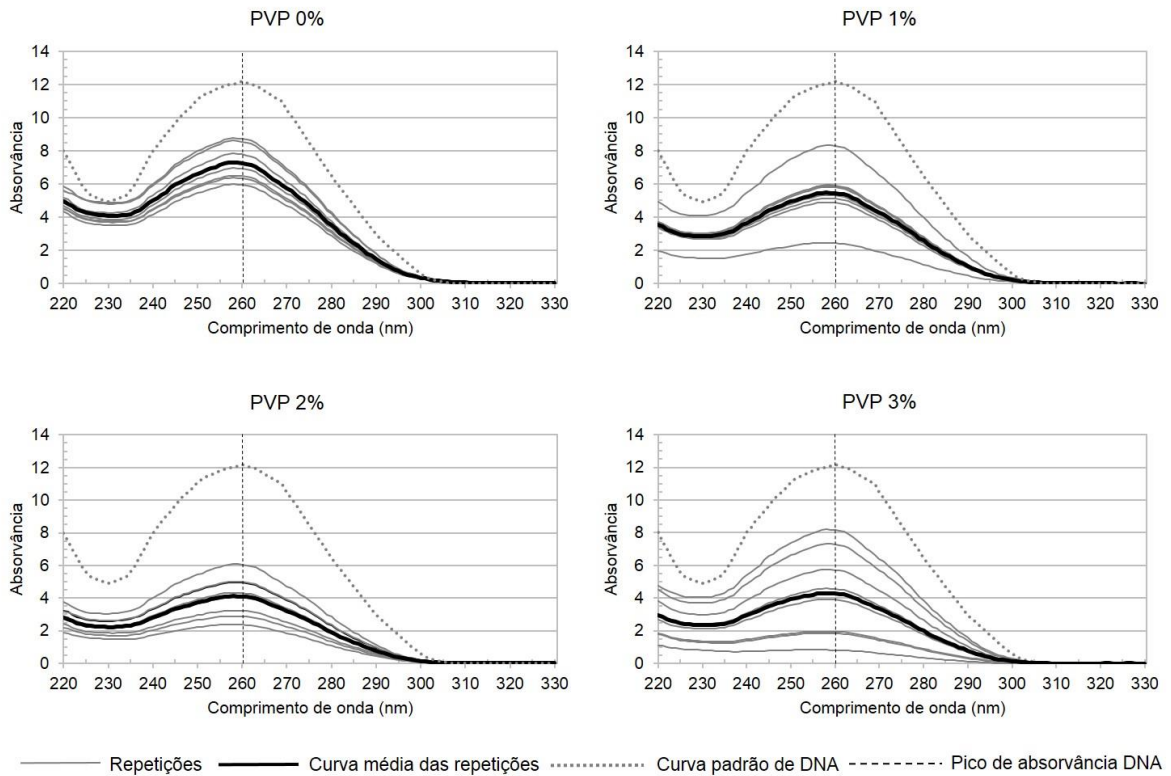 PVP 0%
PVP 1%
14
12
10
8
6
4
2
0
Absorvância
220 230 240 250 260 270 280 290 300 310 320 330
Comprimento de onda (nm)
14
12
10
8
6
4
2
0
Absorvância
220 230 240 250 260 270 280 290 300 310 320 330
Comprimento de onda (nm)
PVP 2%
PVP 3%
14
12
10
8
6
4
2
0
Absorvância
220 230 240 250 260 270 280 290 300 310 320 330
Comprimento de onda (nm)
14
12
10
8
6
4
2
0
Absorvância
220 230 240 250 260 270 280 290 300 310 320 330
Comprimento de onda (nm)
Repetições Curva média das repetições Curva padrão de DNA Pico de absorvância DNA